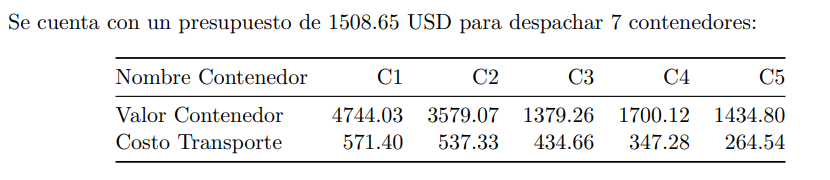 Se cuenta con un presupuesto de 1508.65 USD para despachar 7 contenedores:
Nombre Contenedor C1 C2 C3 C4 C5
Valor Contenedor 4744.03 3579.07 1379.26 1700.12 1434.80
Costo Transporte 571.40 537.33 434.66 347.28 264.54